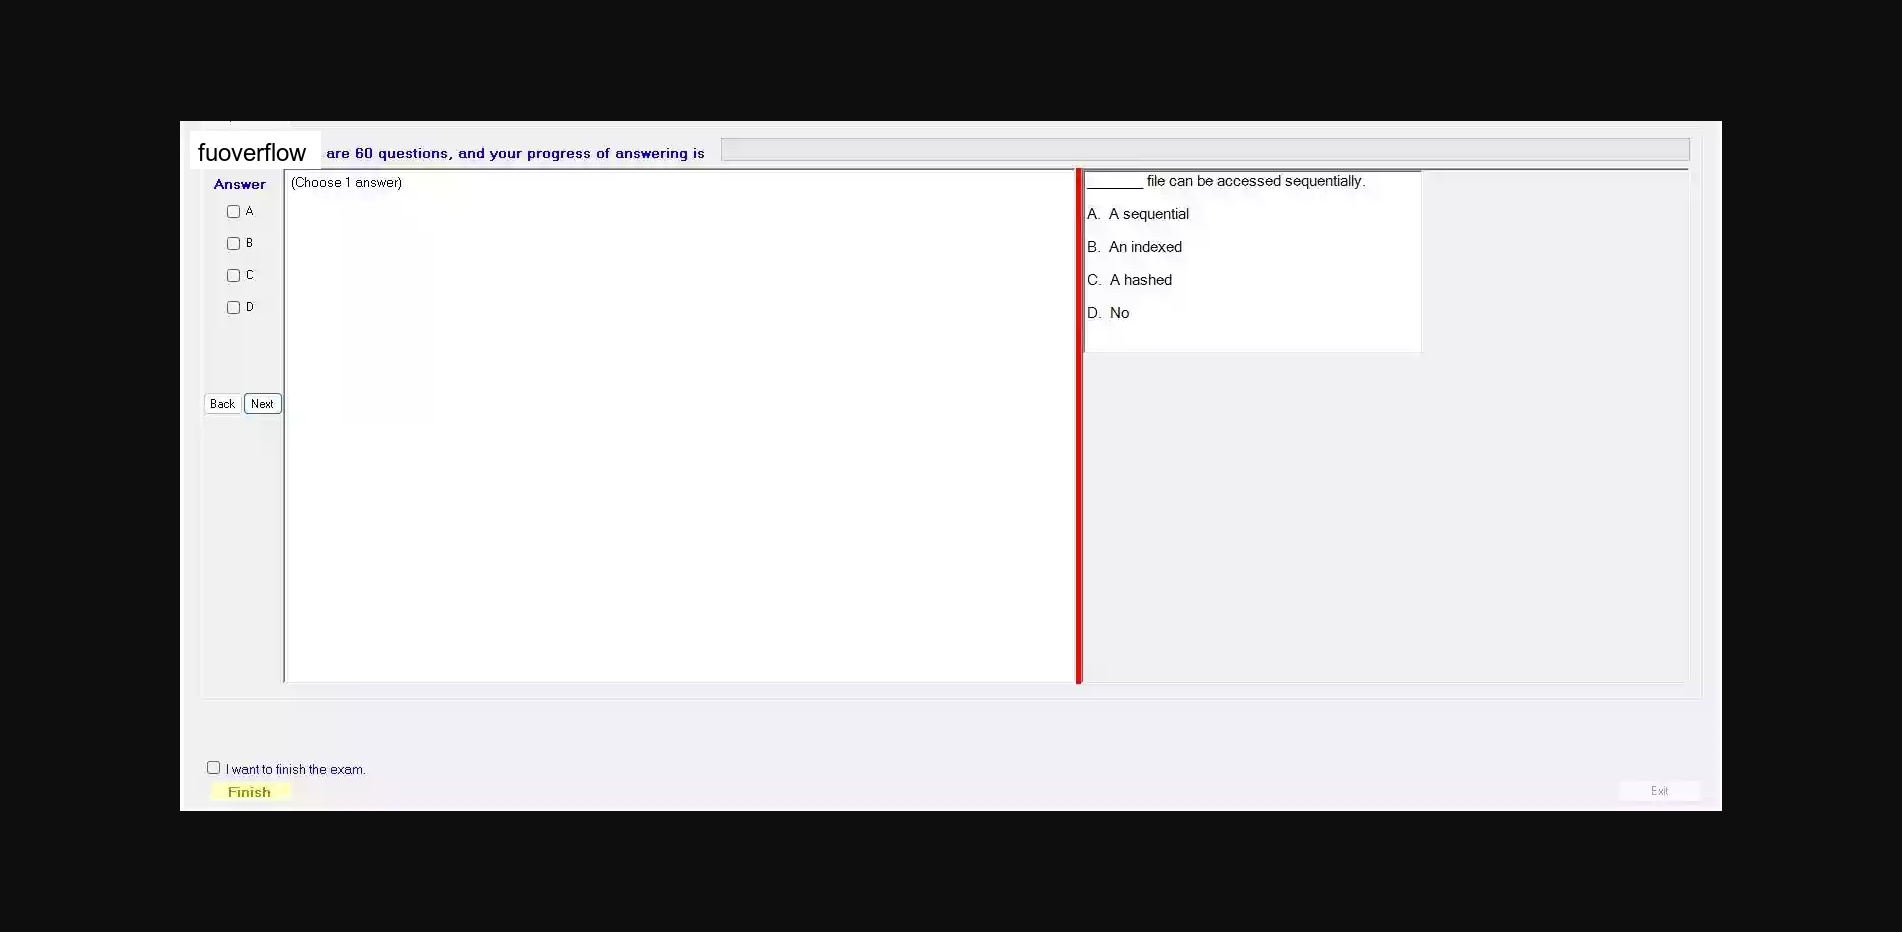 fuoverflow are 60 questions, and your progress of answering is
Answer
(Choose 1 answer)
A
B
C
D
Back Next
_______ file can be accessed sequentially.
A. A sequential
B. An indexed
C. A hashed
D. No
I want to finish the exam.
Finish
Exit